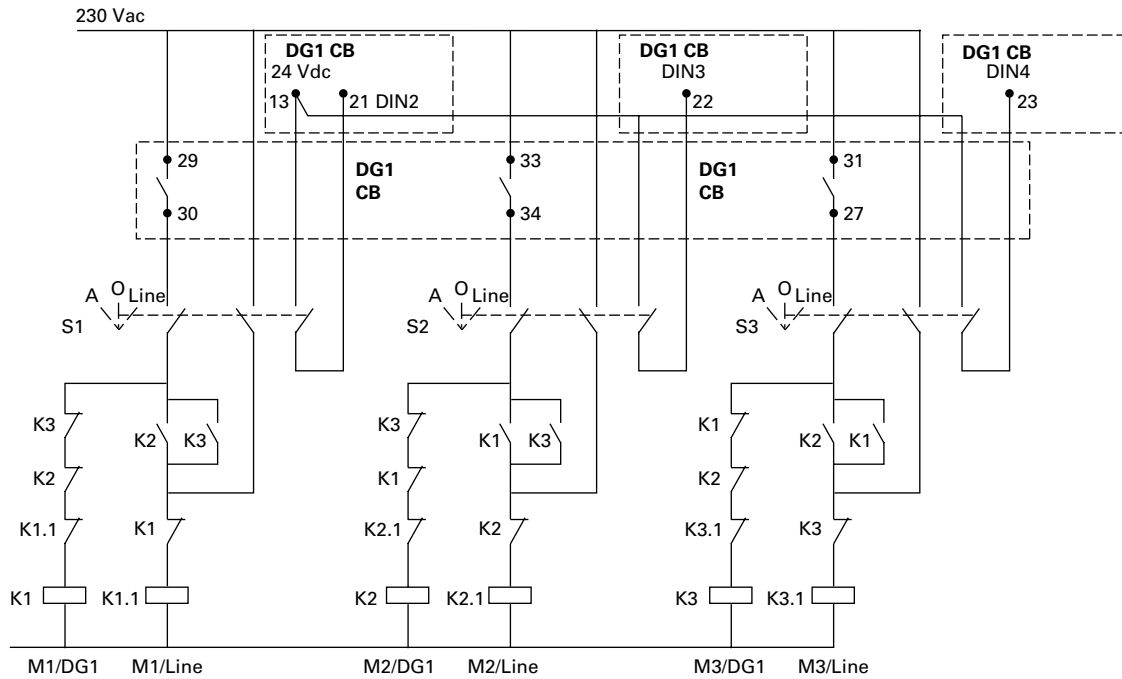 230 Vac
DG1 CB
24 Vdc
13
21 DIN2
DG1 CB
DIN3
22
DG1 CB
DIN4
23
29
30
DG1
CB
33
34
DG1
CB
31
27
A O Line
S1
A O Line
S2
A O Line
S3
K3
K2 K3
K2
K1.1 K1
K1 K1.1
M1/DG1 M1/Line
K3
K1 K3
K1
K2.1 K2
K2 K2.1
M2/DG1 M2/Line
K1
K2 K1
K2
K3.1 K3
K3 K3.1
M3/DG1 M3/Line